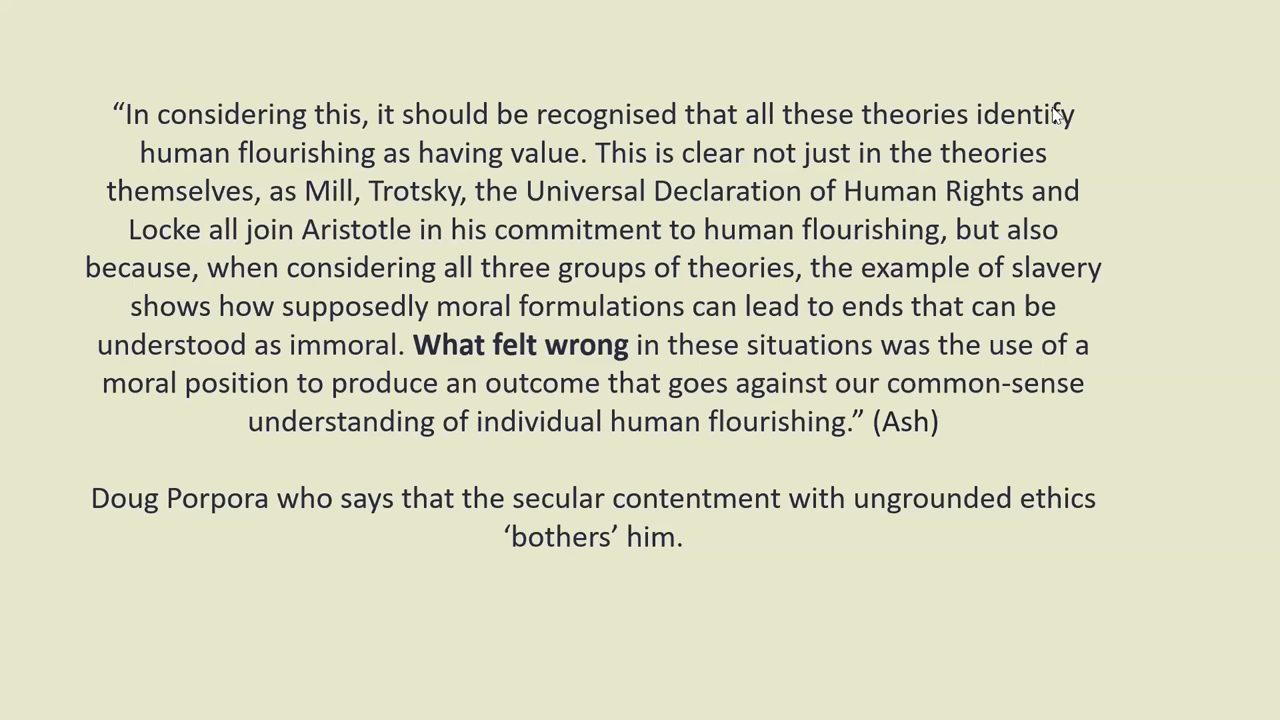 “In considering this, it should be recognised that all these theories identify
human flourishing as having value. This is clear not just in the theories
themselves, as Mill, Trotsky, the Universal Declaration of Human Rights and
Locke all join Aristotle in his commitment to human flourishing, but also
because, when considering all three groups of theories, the example of slavery
shows how supposedly moral formulations can lead to ends that can be
understood as immoral. What felt wrong in these situations was the use of a
moral position to produce an outcome that goes against our common-sense
understanding of individual human flourishing.” (Ash)
Doug Porpora who says that the secular contentment with ungrounded ethics
‘bothers’ him.